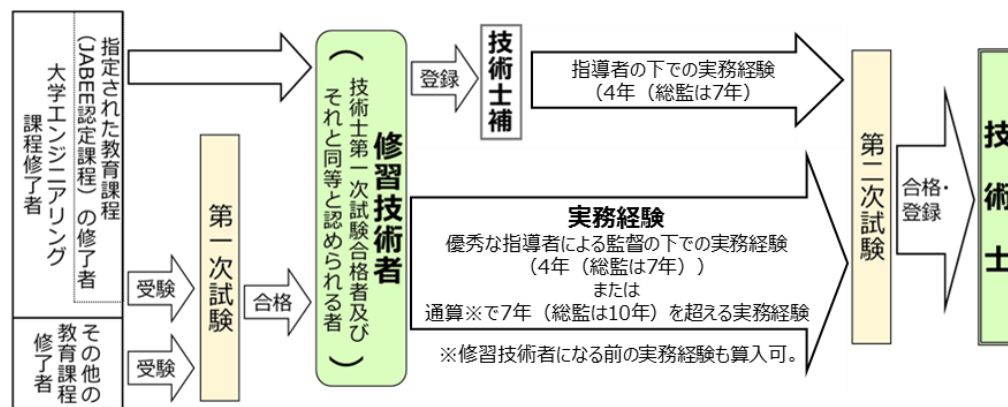 指定された教育課程
(JABEE認定課程)の修了者
大学エンジニアリング
課程修了者
その他の
教育課程
修了者
受験
受験
第一次試験
合格
修習技術者
(技術士第一次試験合格者及び
それと同等と認められる者)
登録
技術士補
指導者の下での実務経験
(4年(総監は7年)
実務経験
優秀な指導者による監督の下での実務経験
(4年(総監は7年))
または
通算※で7年(総監は10年)を超える実務経験
※修習技術者になる前の実務経験も算入可。
第二次試験
合格・
登録
技術士